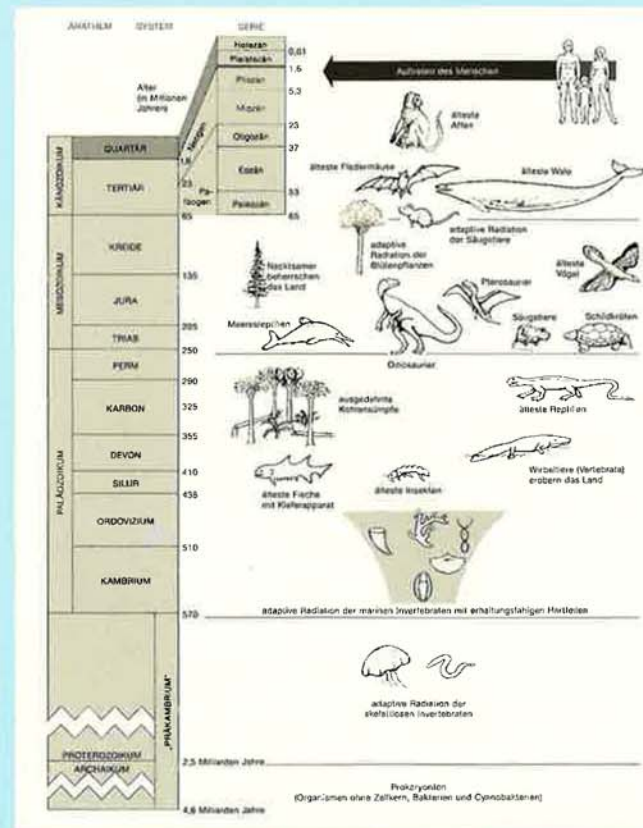 ÄRATHEM
SYSTEM
SERIE
Alter
(in Millionen
Jahren)
Holozän
0,01
Pleistozän
1,6
Pliozän
5,2
Miozän
23
Oligozän
37
Eozän
53
Paleozän
65
Neogen
Paläogen
KÄNOZOIKUM
QUARTÄR
1,6
TERTIÄR
23
65
MESOZOIKUM
KREIDE
135
JURA
205
TRIAS
250
PALÄOZOIKUM
PERM
290
KARBON
325
355
DEVON
410
SILUR
438
ORDOVIZIUM
510
KAMBRIUM
570
„PRÄKAMBRIUM"
PROTEROZOIKUM
2,5 Milliarden Jahre
ARCHAIKUM
4,6 Milliarden Jahre
Auftreten des Menschen
älteste
Affen
älteste Fledermäuse
älteste Wale
adaptive Radiation
der Säugetiere
adaptive
Radiation der
Blütenpflanzen
Nacktsamer
beherrschen
das Land
älteste
Vögel
Pterosaurier
Säugetiere
Schildkröten
Meeresreptilien
Dinosaurier
ausgedehnte
Kohlensümpfe
älteste Reptilien
Wirbeltiere (Vertebrata)
erobern das Land
älteste Fische
mit Kieferapparat
älteste Insekten
adaptive Radiation der marinen Invertebraten mit erhaltungsfähigen Hartteilen
adaptive Radiation der
skelettlosen Invertebraten
Prokaryonten
(Organismen ohne Zellkern, Bakterien und Cyanobakterien)